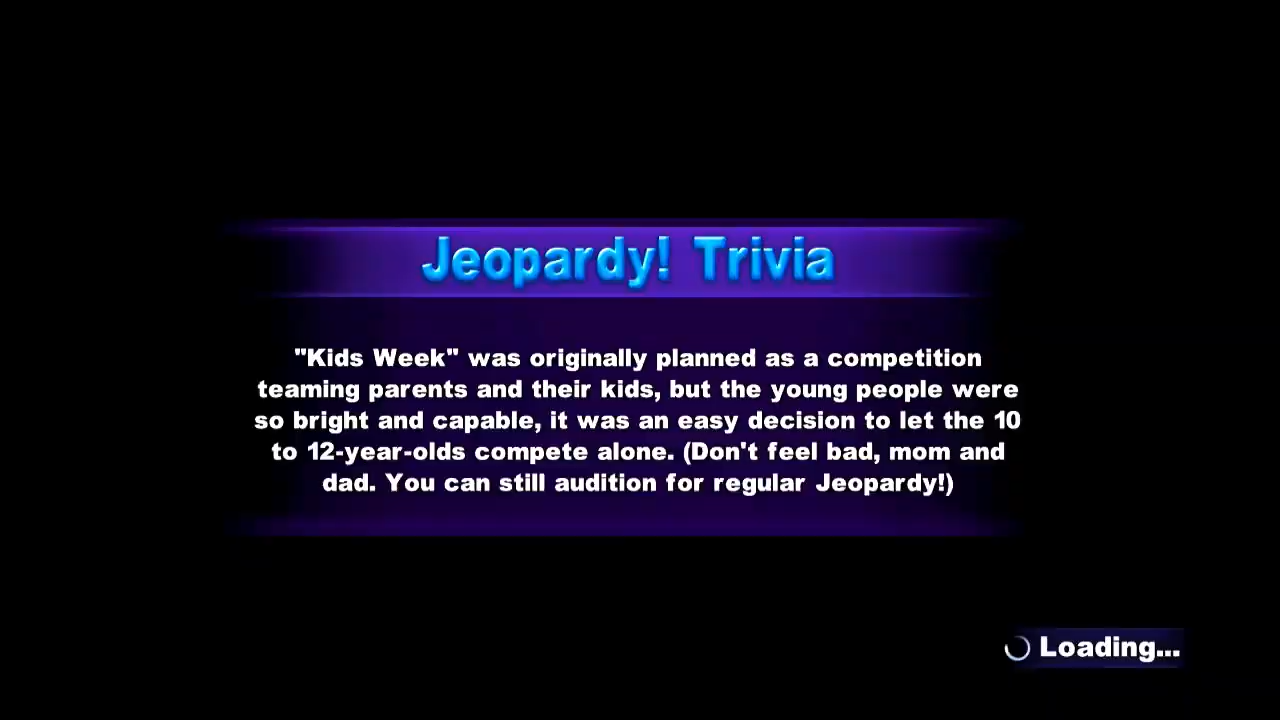 Jeopardy! Trivia
"Kids Week" was originally planned as a competition
teaming parents and their kids, but the young people were
so bright and capable, it was an easy decision to let the 10
to 12-year-olds compete alone. (Don't feel bad, mom and
dad. You can still audition for regular Jeopardy!)
Loading...